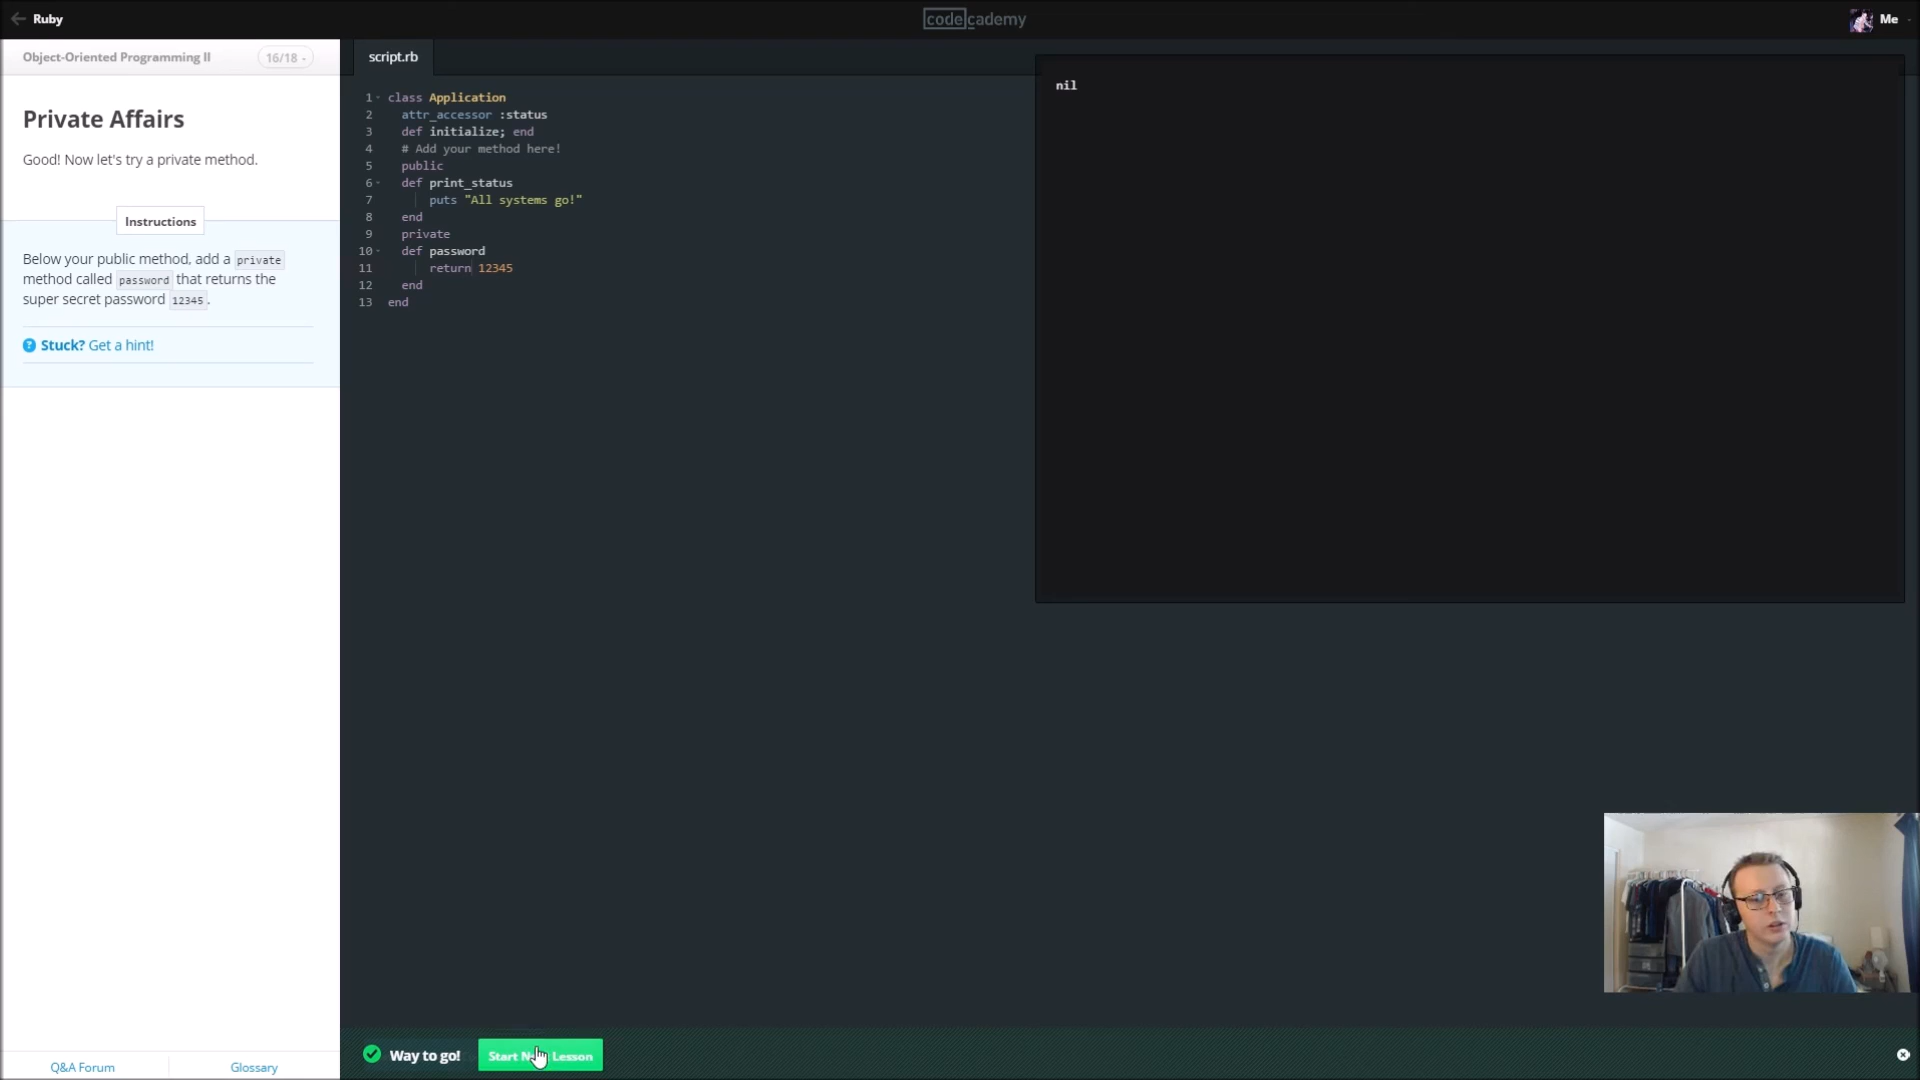 Ruby
codecademy
Me
Object-Oriented Programming II
16/18
script.rb
Private Affairs
Good! Now let's try a private method.
Instructions
Below your public method, add a private
method called password that returns the
super secret password 12345.
? Stuck? Get a hint!
1 class Application
2 attr_accessor :status
3 def initialize; end
4 # Add your method here!
5 public
6 def print_status
7 puts "All systems go!"
8 end
9 private
10 def password
11 return 12345
12 end
13 end
nil
Way to go!
Start Lesson
Q&A Forum
Glossary